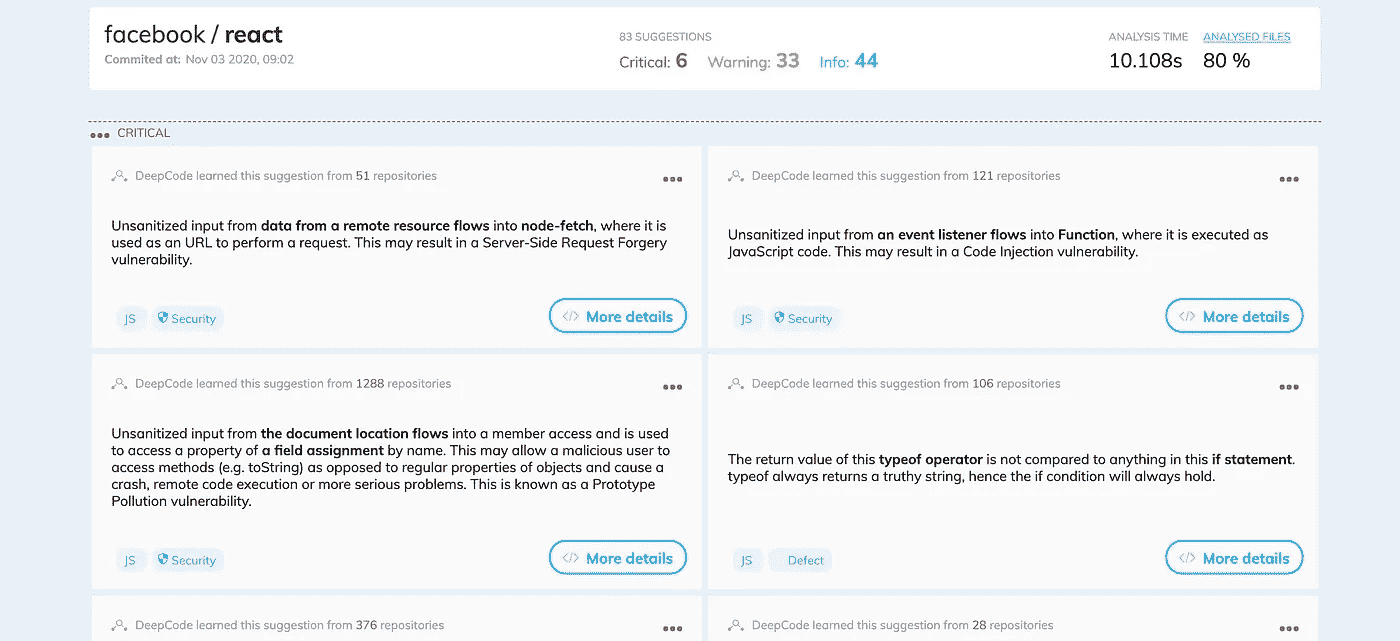 facebook / react
Commited at: Nov 03 2020, 09:02
83 SUGGESTIONS
Critical: 6 Warning: 33 Info: 44
ANALYSIS TIME ANALYSED FILES
10.108s 80 %
CRITICAL
DeepCode learned this suggestion from 51 repositories
Unsanitized input from data from a remote resource flows into node-fetch, where it is
used as an URL to perform a request. This may result in a Server-Side Request Forgery
vulnerability.
JS Security
</> More details
DeepCode learned this suggestion from 121 repositories
Unsanitized input from an event listener flows into Function, where it is executed as
JavaScript code. This may result in a Code Injection vulnerability.
JS Security
</> More details
DeepCode learned this suggestion from 1288 repositories
Unsanitized input from the document location flows into a member access and is used
to access a property of a field assignment by name. This may allow a malicious user to
access methods (e.g. toString) as opposed to regular properties of objects and cause a
crash, remote code execution or more serious problems. This is known as a Prototype
Pollution vulnerability.
JS Security
</> More details
DeepCode learned this suggestion from 106 repositories
The return value of this typeof operator is not compared to anything in this if statement.
typeof always returns a truthy string, hence the if condition will always hold.
JS Defect
</> More details
DeepCode learned this suggestion from 376 repositories
DeepCode learned this suggestion from 28 repositories